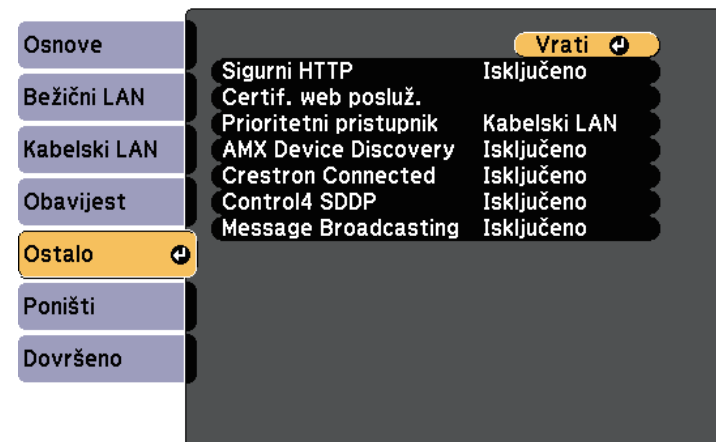 Osnove
Bežični LAN
Kabelski LAN
Obavijest
Ostalo
Poništi
Dovršeno
Vrati
Sigurni HTTP Isključeno
Certif. web posluž.
Prioritetni pristupnik Kabelski LAN
AMX Device Discovery Isključeno
Crestron Connected Isključeno
Control4 SDDP Isključeno
Message Broadcasting Isključeno